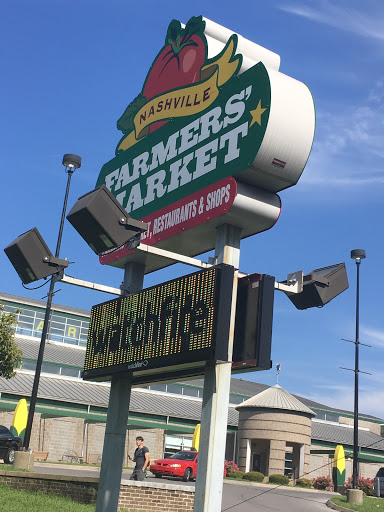 NASHVILLE
FARMERS'
MARKET
RESTAURANTS & SHOPS